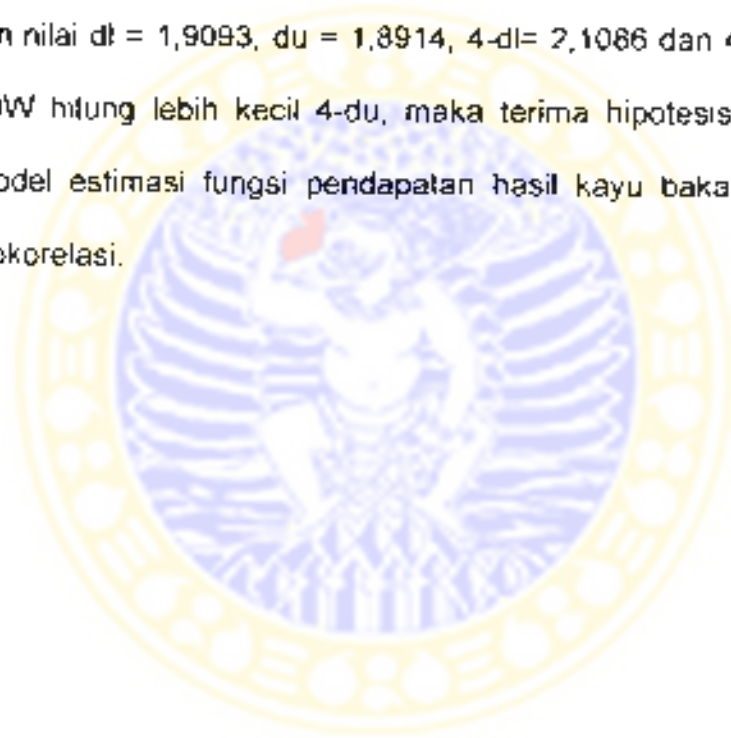 n nilai dl = 1,9093, du = 1,8914, 4-dl= 2,1086 dan
W hitung lebih kecil 4-du, maka terima hipotesis
odel estimasi fungsi pendapatan hasil kayu baka
okorelasi.